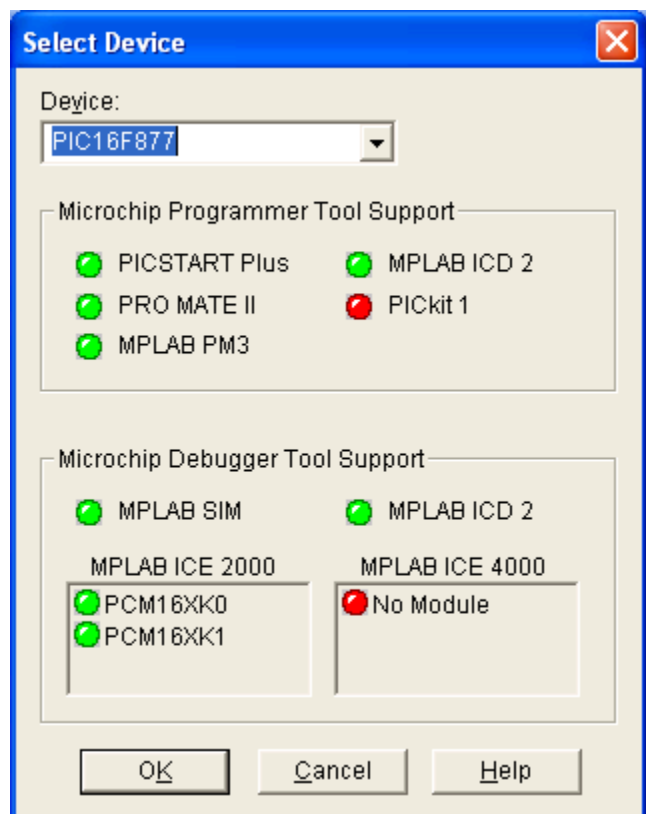 Select Device
Device:
PIC16F877
Microchip Programmer Tool Support
PICSTART Plus
MPLAB ICD 2
PRO MATE II
PICkit 1
MPLAB PM3
Microchip Debugger Tool Support
MPLAB SIM
MPLAB ICD 2
MPLAB ICE 2000
MPLAB ICE 4000
PCM16XK0
No Module
PCM16XK1
OK
Cancel
Help